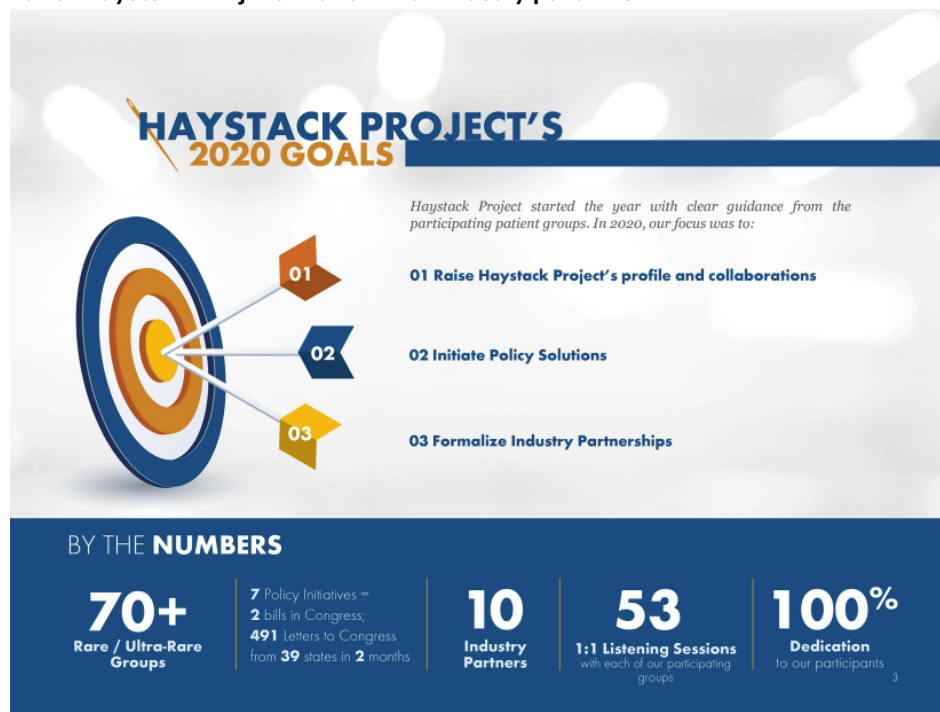 HAYSTACK PROJECT'S
2020 GOALS
Haystack Project started the year with clear guidance from the
participating patient groups. In 2020, our focus was to:
01
01 Raise Haystack Project's profile and collaborations
02
02 Initiate Policy Solutions
03
03 Formalize Industry Partnerships
BY THE NUMBERS
70+
Rare / Ultra-Rare
Groups
7 Policy Initiatives =
2 bills in Congress;
491 Letters to Congress
from 39 states in 2 months
10
Industry
Partners
53
1:1 Listening Sessions
with each of our participating
groups
100%
Dedication
to our participants
3